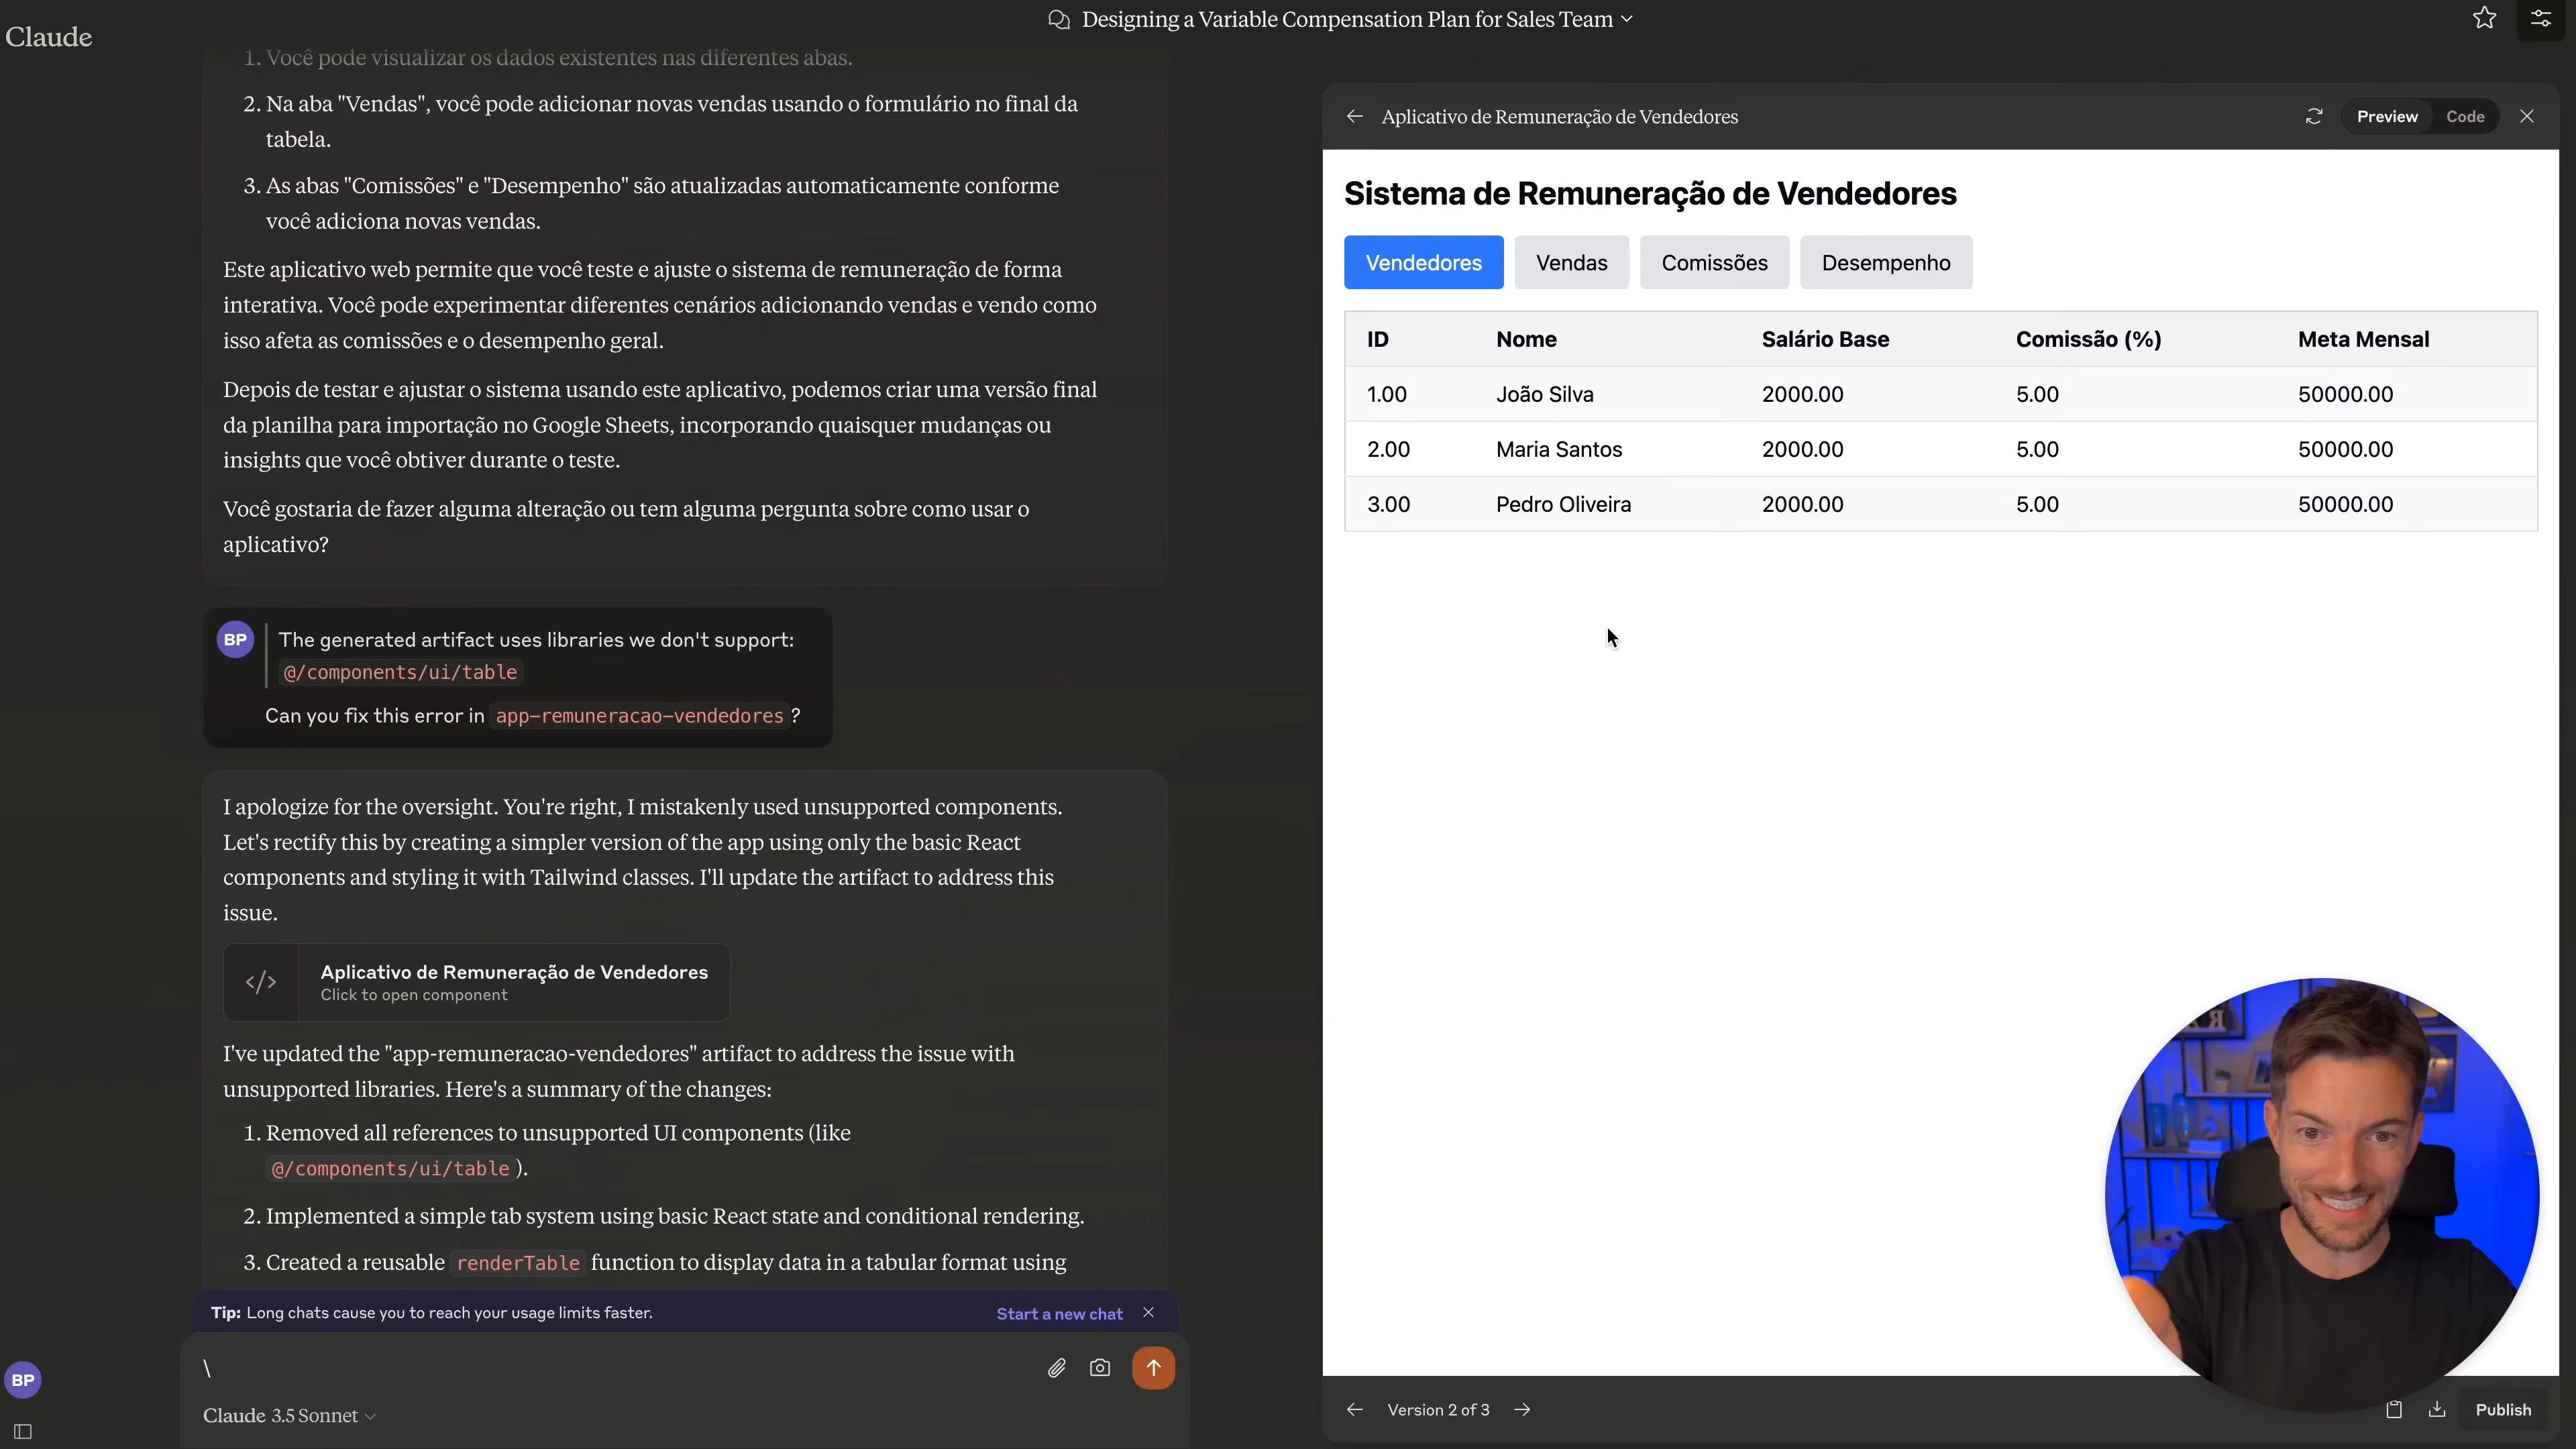 Claude
Designing a Variable Compensation Plan for Sales Team
1. Você pode visualizar os dados existentes nas diferentes abas.
2. Na aba "Vendas", você pode adicionar novas vendas usando o formulário no final da
tabela.
3. As abas "Comissões" e "Desempenho" são atualizadas automaticamente conforme
você adiciona novas vendas.
Este aplicativo web permite que você teste e ajuste o sistema de remuneração de forma
interativa. Você pode experimentar diferentes cenários adicionando vendas e vendo como
isso afeta as comissões e o desempenho geral.
Depois de testar e ajustar o sistema usando este aplicativo, podemos criar uma versão final
da planilha para importação no Google Sheets, incorporando quaisquer mudanças ou
insights que você obtiver durante o teste.
Você gostaria de fazer alguma alteração ou tem alguma pergunta sobre como usar o
aplicativo?
BP
The generated artifact uses libraries we don't support:
@/components/ui/table
Can you fix this error in app-remuneracao-vendedores ?
I apologize for the oversight. You're right, I mistakenly used unsupported components.
Let's rectify this by creating a simpler version of the app using only the basic React
components and styling it with Tailwind classes. I'll update the artifact to address this
issue.
</>
Aplicativo de Remuneração de Vendedores
Click to open component
I've updated the "app-remuneracao-vendedores" artifact to address the issue with
unsupported libraries. Here's a summary of the changes:
1. Removed all references to unsupported UI components (like
@/components/ui/table ).
2. Implemented a simple tab system using basic React state and conditional rendering.
3. Created a reusable renderTable function to display data in a tabular format using
Tip: Long chats cause you to reach your usage limits faster. Start a new chat
\
BP
Claude 3.5 Sonnet
Aplicativo de Remuneração de Vendedores Preview Code
Sistema de Remuneração de Vendedores
Vendedores Vendas Comissões Desempenho
ID Nome Salário Base Comissão (%) Meta Mensal
1.00 João Silva 2000.00 5.00 50000.00
2.00 Maria Santos 2000.00 5.00 50000.00
3.00 Pedro Oliveira 2000.00 5.00 50000.00
Version 2 of 3 Publish